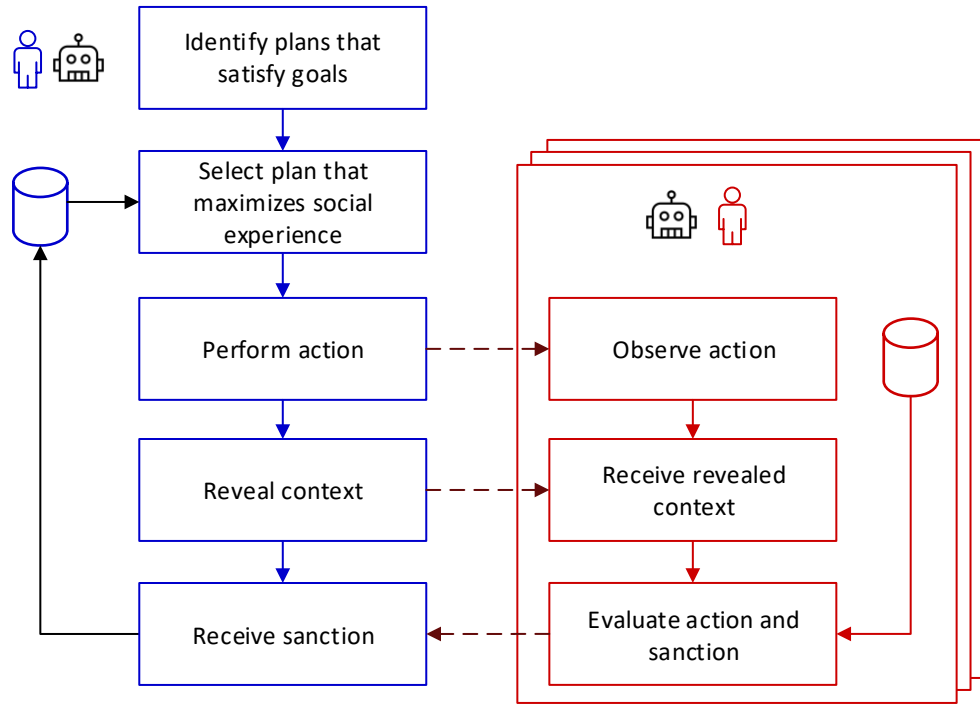 Identify plans that
satisfy goals
Select plan that
maximizes social
experience
Perform action
Observe action
Reveal context
Receive revealed
context
Receive sanction
Evaluate action and
sanction